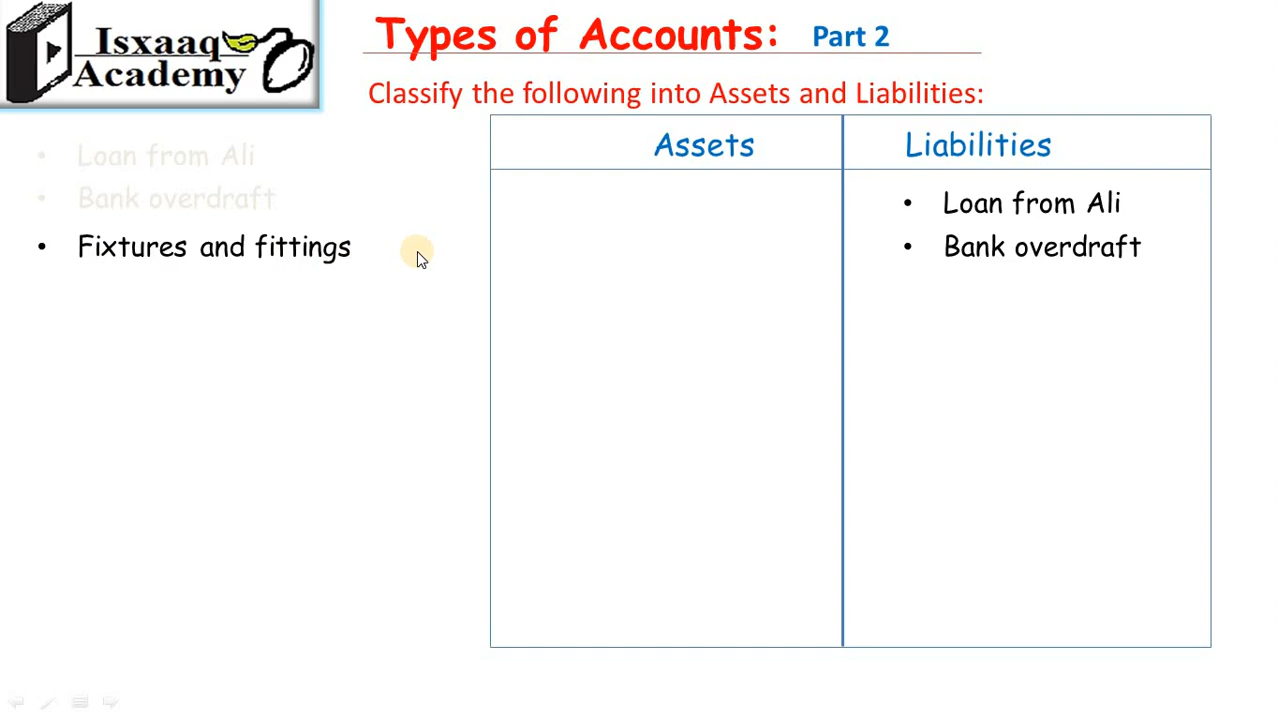 Isxaaq
Academy
Types of Accounts: Part 2
Classify the following into Assets and Liabilities:
• Loan from Ali
• Bank overdraft
• Fixtures and fittings
Assets
Liabilities
• Loan from Ali
• Bank overdraft